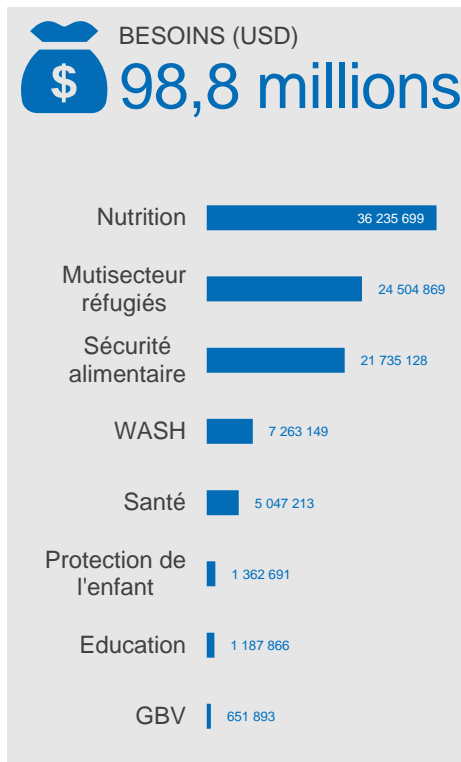 BESOINS (USD)
$
98,8 millions
Nutrition
36 235 699
Mutisecteur
réfugiés
24 504 869
Sécurité
alimentaire
21 735 128
WASH
7 263 149
Santé
5 047 213
Protection de
l'enfant
1 362 691
Education
1 187 866
GBV
651 893